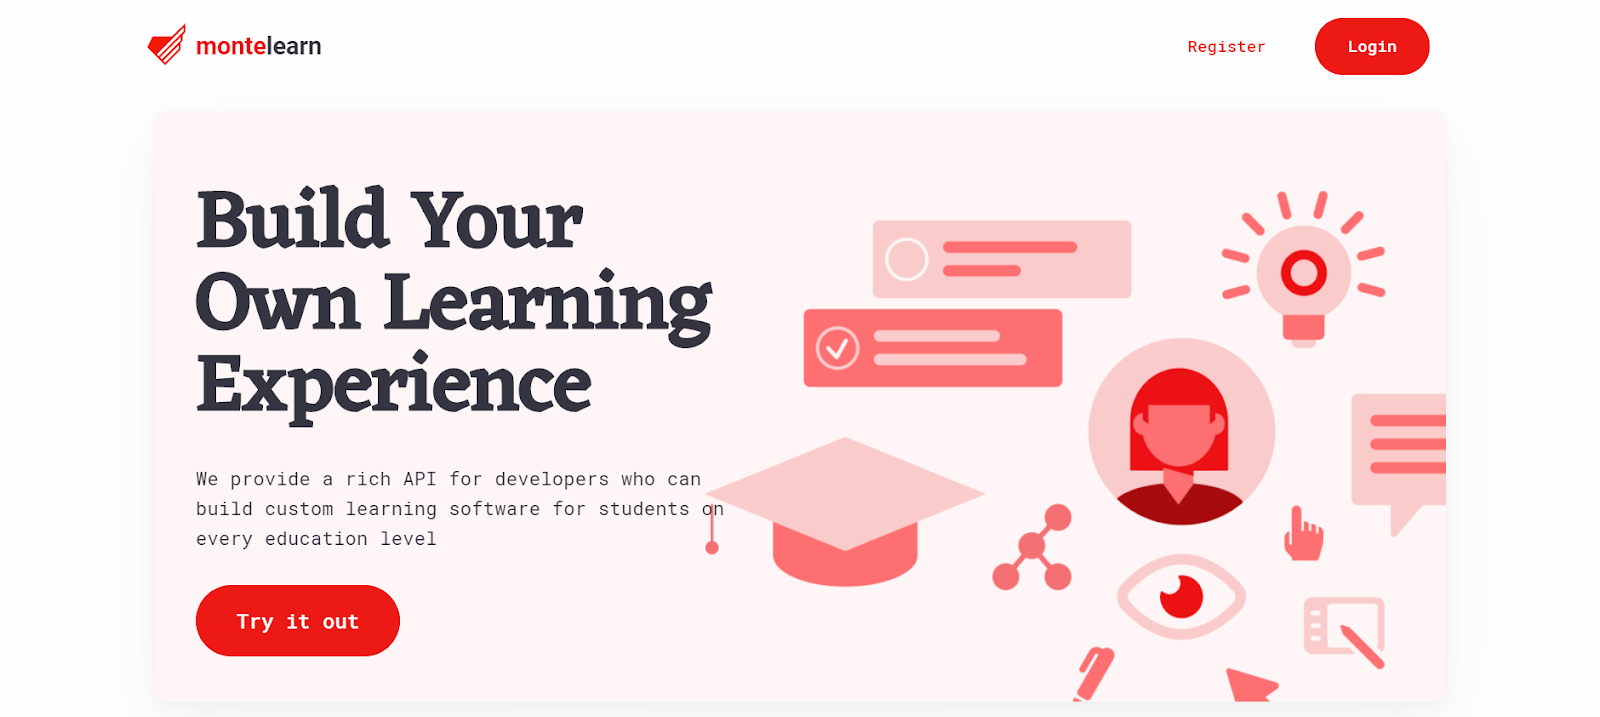 montelearn
Register
Login
Build Your
Own Learning
Experience
We provide a rich API for developers who can
build custom learning software for students on
every education level
Try it out